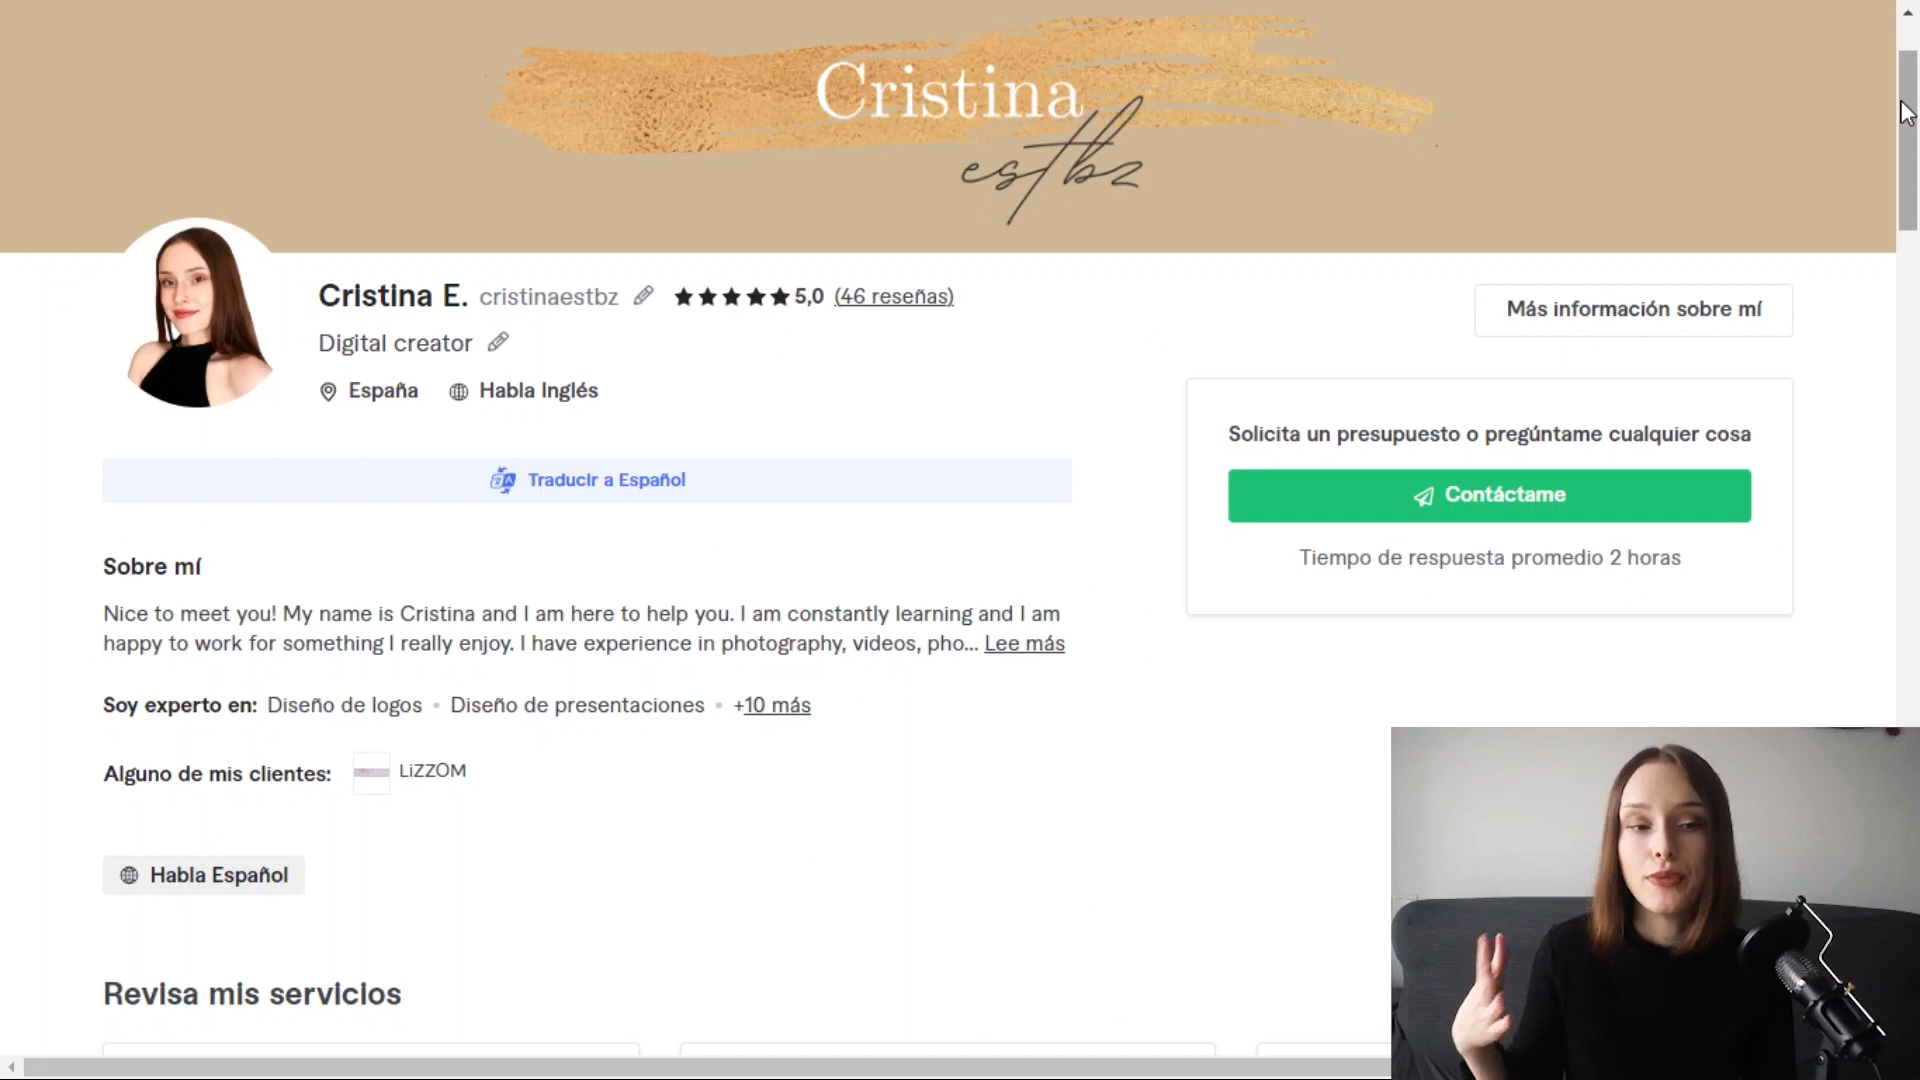 Cristina
estbz
Cristina E. cristinaestbz 5,0 (46 reseñas)
Digital creator
España Habla Inglés
Más información sobre mí
Solicita un presupuesto o pregúntame cualquier cosa
Contáctame
Tiempo de respuesta promedio 2 horas
Traducir a Español
Sobre mí
Nice to meet you! My name is Cristina and I am here to help you. I am constantly learning and I am
happy to work for something I really enjoy. I have experience in photography, videos, pho... Lee más
Soy experto en: Diseño de logos • Diseño de presentaciones • +10 más
Alguno de mis clientes: LiZZOM
Habla Español
Revisa mis servicios